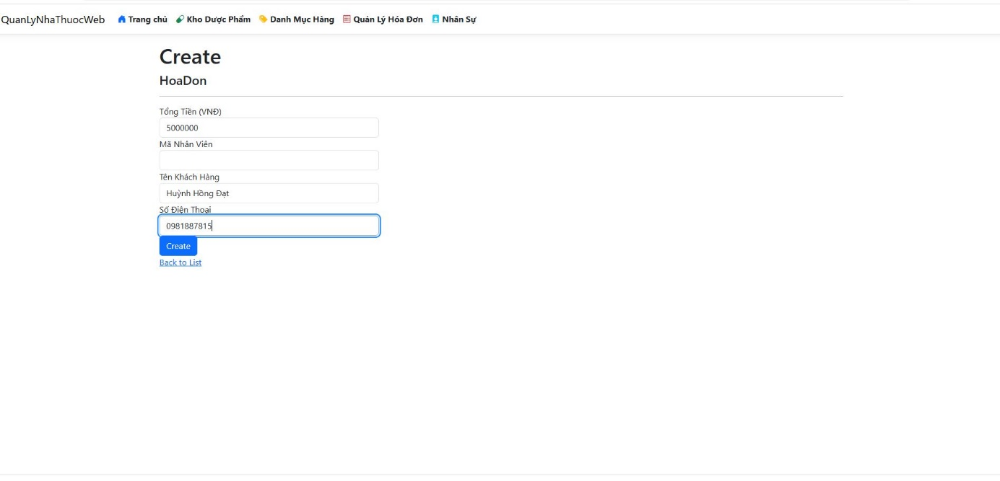 QuanLyNhaThuocWeb Trang chủ Kho Dược Phẩm Danh Mục Hàng Quản Lý Hóa Đơn Nhân Sự
Create
HoaDon
Tổng Tiền (VNĐ)
5000000
Mã Nhân Viên
Tên Khách Hàng
Huỳnh Hồng Đạt
Số Điện Thoại
0981887815
Create
Back to List